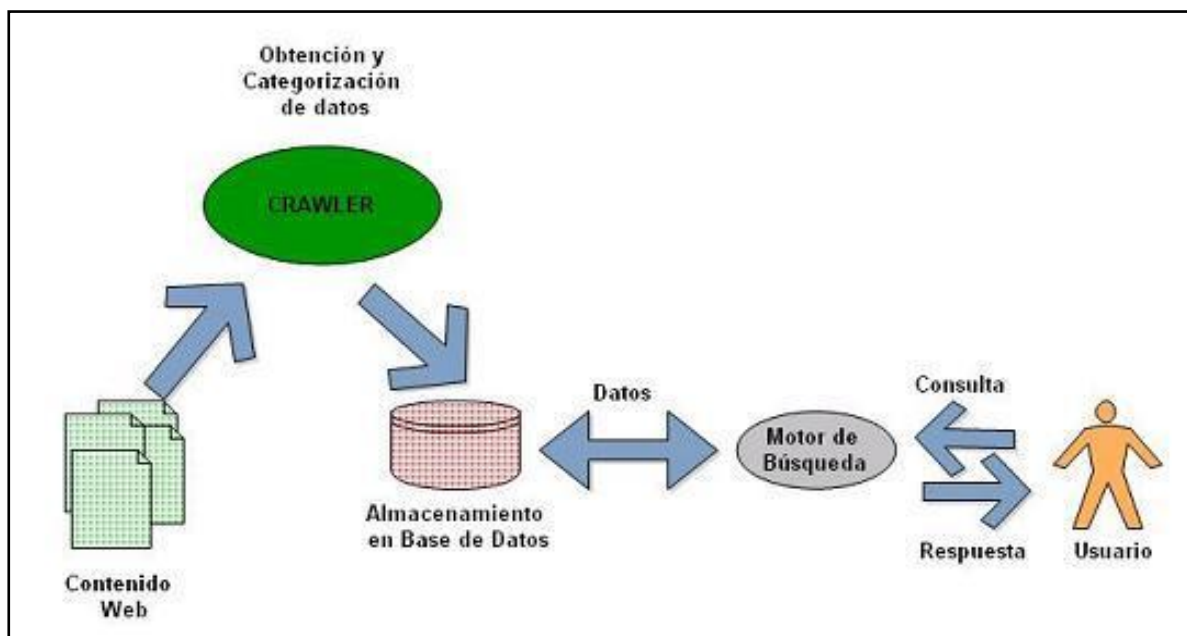 Obtención y
Categorización
de datos
CRAWLER
Datos
Consulta
Motor de
Búsqueda
Almacenamiento
en Base de Datos
Respuesta
Usuario
Contenido
Web